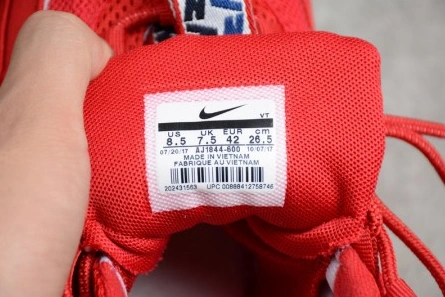 VT
US UK EUR cm
8.5 7.5 42 26.5
07/20/17 AJ1844-600 10/07/17
MADE IN VIETNAM
FABRIQUE AU VIETNAM
202431563 UPC 00888412758746